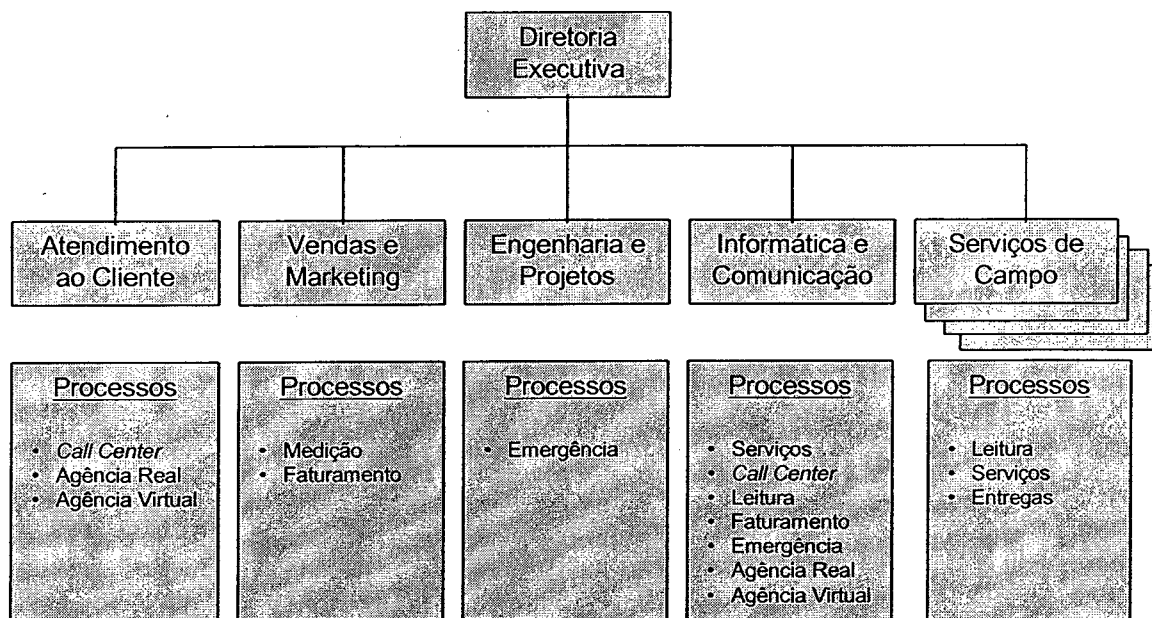 Diretoria
Executiva
Atendimento
ao Cliente
Vendas e
Marketing
Engenharia e
Projetos
Informática e
Comunicação
Serviços de
Campo
Processos
• Call Center
• Agência Real
• Agência Virtual
Processos
• Medição
• Faturamento
Processos
• Emergência
Processos
• Serviços
• Call Center
• Leitura
• Faturamento
• Emergência
• Agência Real
• Agência Virtual
Processos
• Leitura
• Serviços
• Entregas